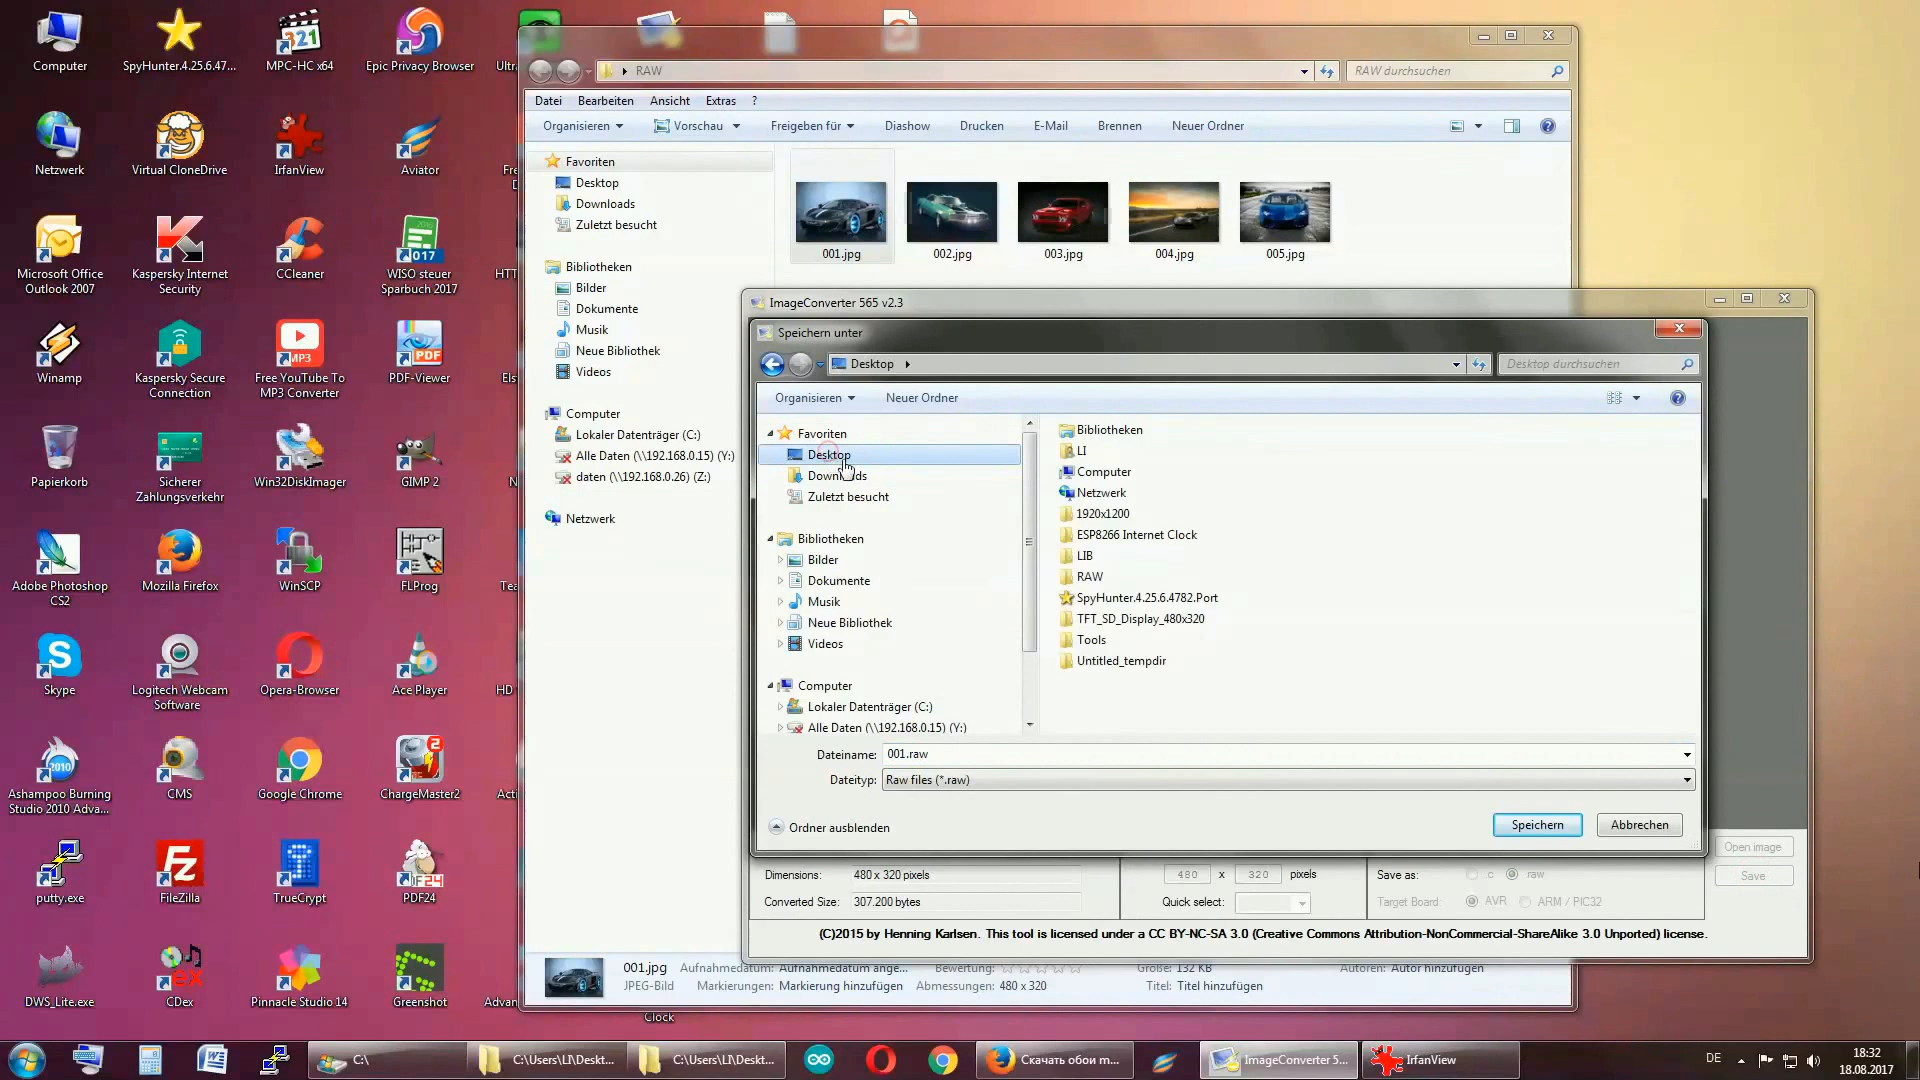 Computer
SpyHunter.4.25.6.47...
MPC-HC x64
Epic Privacy Browser
Netzwerk
Virtual CloneDrive
IrfanView
Aviator
Microsoft Office Outlook 2007
Kaspersky Internet Security
CCleaner
WISO steuer Sparbuch 2017
Winamp
Kaspersky Secure Connection
Free YouTube To MP3 Converter
PDF-Viewer
Papierkorb
Sicherer Zahlungsverkehr
Win32DiskImager
GIMP 2
Adobe Photoshop CS2
Mozilla Firefox
WinSCP
FLProg
Skype
Logitech Webcam Software
Opera-Browser
Ace Player
HD
Ashampoo Burning Studio 2010 Adva...
CMS
Google Chrome
ChargeMaster2
putty.exe
FileZilla
TrueCrypt
PDF24
DWS_Lite.exe
CDex
Pinnacle Studio 14
Greenshot
Clock
RAW
RAW durchsuchen
Datei Bearbeiten Ansicht Extras ?
Organisieren Vorschau Freigeben für Diashow Drucken E-Mail Brennen Neuer Ordner
Favoriten
Desktop
Downloads
Zuletzt besucht
Bibliotheken
Bilder
Dokumente
Musik
Neue Bibliothek
Videos
Computer
Lokaler Datenträger (C:)
Alle Daten (\\192.168.0.15) (Y:)
daten (\\192.168.0.26) (Z:)
Netzwerk
001.jpg
002.jpg
003.jpg
004.jpg
005.jpg
ImageConverter 565 v2.3
Speichern unter
Desktop
Desktop durchsuchen
Organisieren Neuer Ordner
Favoriten
Desktop
Downloads
Zuletzt besucht
Bibliotheken
Bilder
Dokumente
Musik
Neue Bibliothek
Videos
Computer
Lokaler Datenträger (C:)
Alle Daten (\\192.168.0.15) (Y:)
Bibliotheken
LI
Computer
Netzwerk
1920x1200
ESP8266 Internet Clock
LIB
RAW
SpyHunter.4.25.6.4782.Port
TFT_SD_Display_480x320
Tools
Untitled_tempdir
Dateiname: 001.raw
Dateityp: Raw files (*.raw)
Ordner ausblenden
Speichern
Abbrechen
Open image
Save
Dimensions: 480 x 320 pixels
Converted Size: 307.200 bytes
480 x 320 pixels
Quick select:
Save as: .c raw
Target Board: AVR ARM / PIC32
(C)2015 by Henning Karlsen. This tool is licensed under a CC BY-NC-SA 3.0 (Creative Commons Attribution-NonCommercial-ShareAlike 3.0 Unported) license.
001.jpg Aufnahmedatum: Aufnahmedatum ange... Bewertung: Größe: 132 KB Autoren: Autor hinzufügen
JPEG-Bild Markierungen: Markierung hinzufügen Abmessungen: 480 x 320 Titel: Titel hinzufügen
C:\
C:\Users\LI\Deskt...
C:\Users\LI\Deskt...
Скачать обои m...
ImageConverter 5...
IrfanView
DE
18:32
18.08.2017